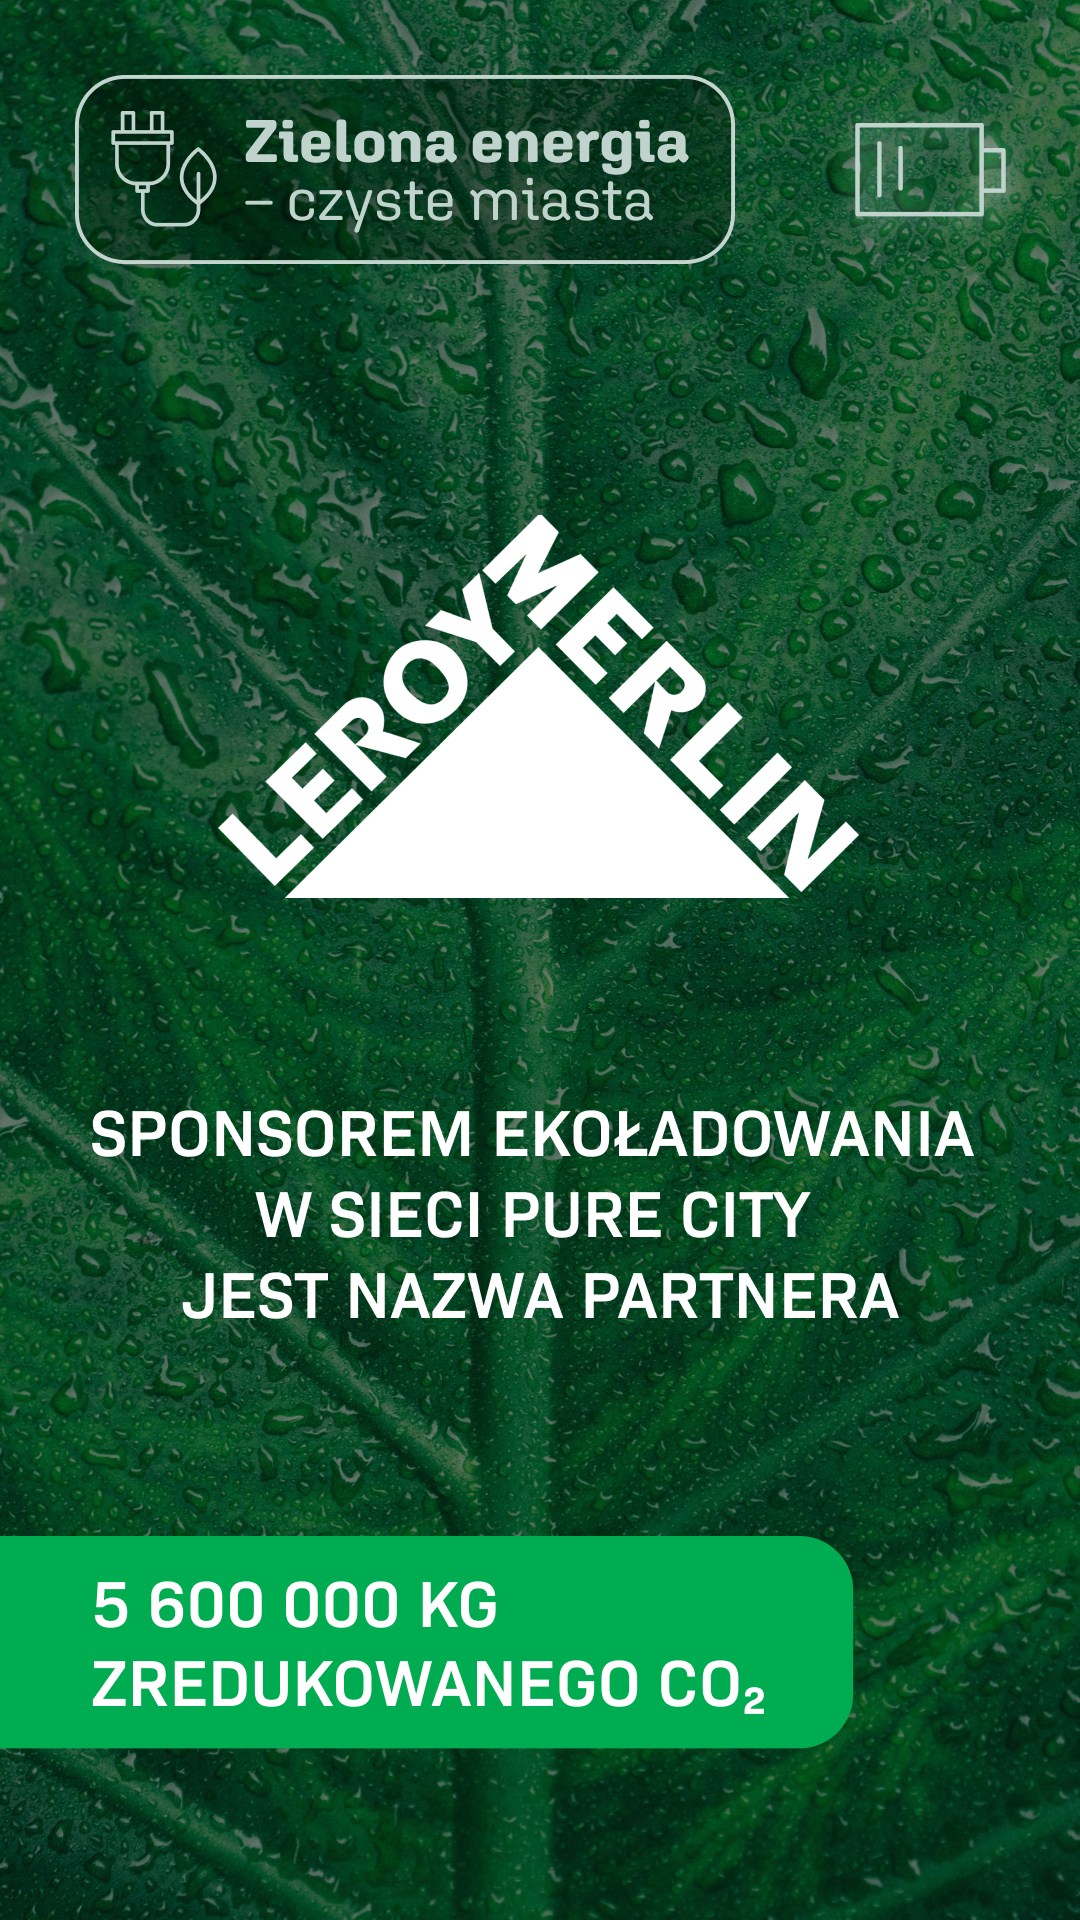 Zielona energia
– czyste miasta
LEROY MERLIN
SPONSOREM EKOŁADOWANIA
W SIECI PURE CITY
JEST NAZWA PARTNERA
5 600 000 KG
ZREDUKOWANEGO CO₂